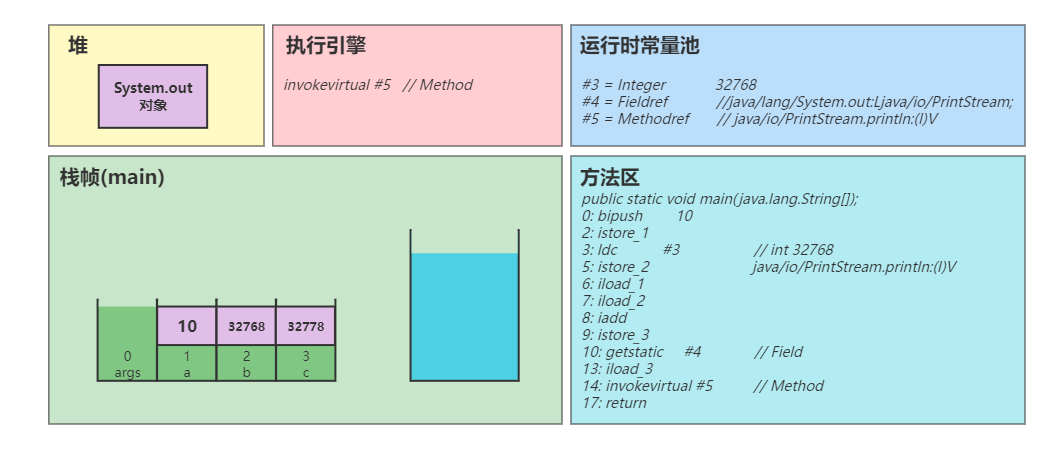 堆
System.out
对象
执行引擎
invokevirtual #5 // Method
运行时常量池
#3 = Integer 32768
#4 = Fieldref //java/lang/System.out:Ljava/io/PrintStream;
#5 = Methodref // java/io/PrintStream.println:(I)V
栈帧(main)
10 32768 32778
0 1 2 3
args a b c
方法区
public static void main(java.lang.String[]);
0: bipush 10
2: istore_1
3: ldc #3 // int 32768
5: istore_2 java/io/PrintStream.println:(I)V
6: iload_1
7: iload_2
8: iadd
9: istore_3
10: getstatic #4 // Field
13: iload_3
14: invokevirtual #5 // Method
17: return